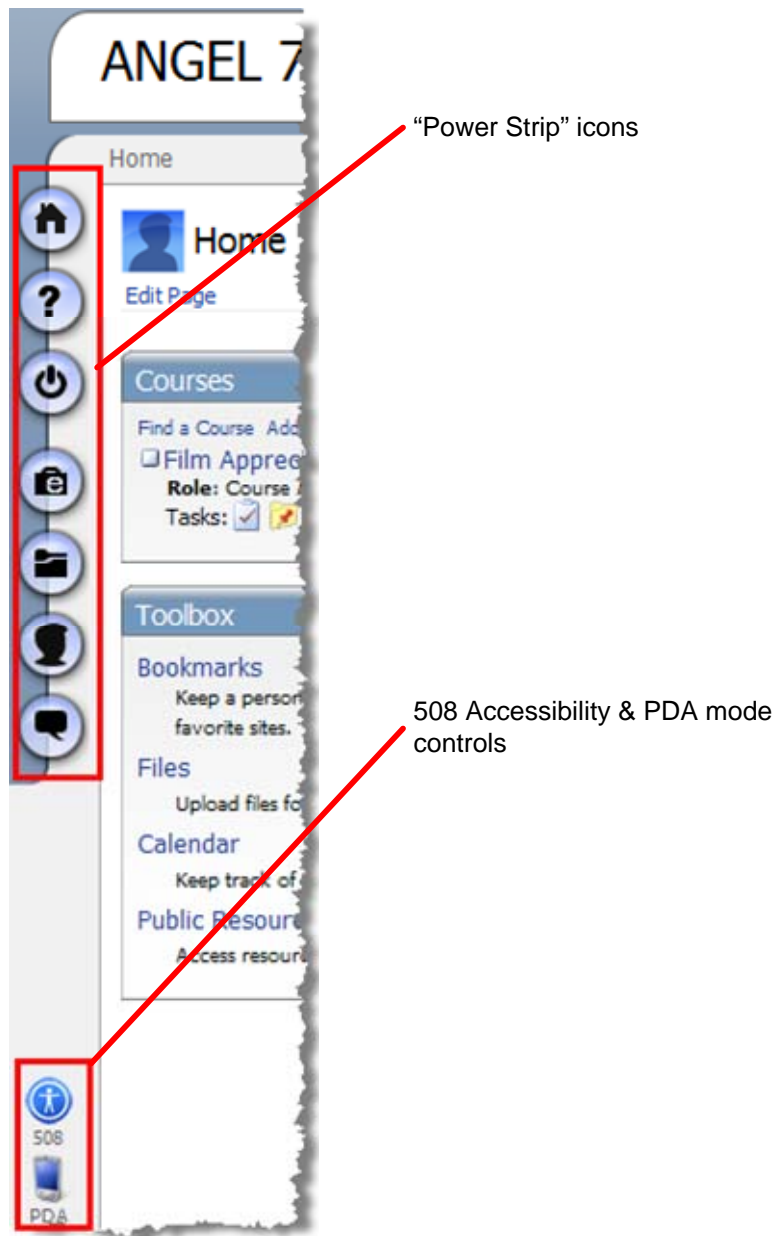 ANGEL 7
“Power Strip” icons
Home
Home
Edit Page
Courses
Find a Course Add
Film Apprec
Role: Course
Tasks:
Toolbox
Bookmarks
Keep a person
favorite sites.
508 Accessibility & PDA mode
controls
Files
Upload files fo
Calendar
Keep track of
Public Resour
Access resour
508
PDA